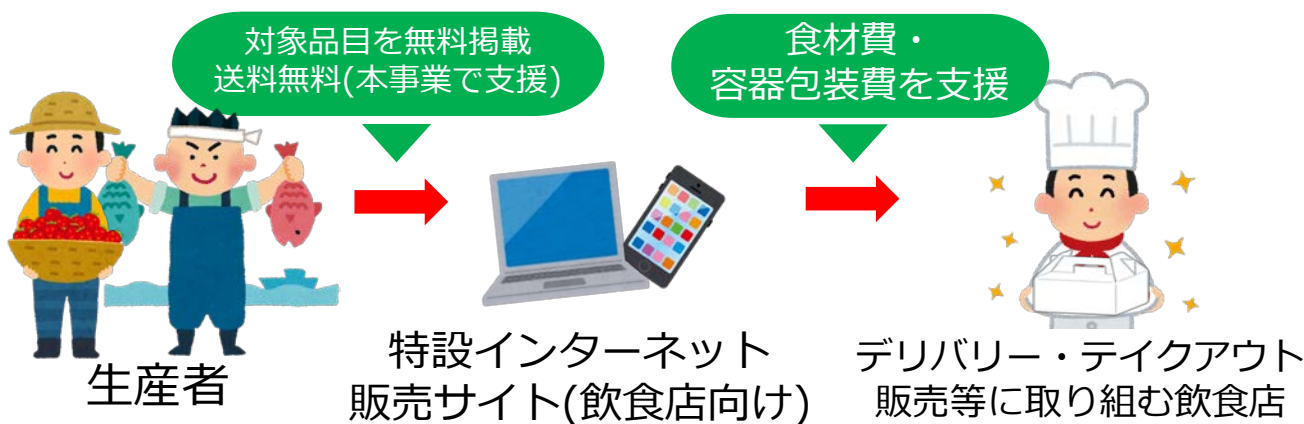 対象品目を無料掲載
送料無料(本事業で支援)
食材費・
容器包装費を支援
生産者
特設インターネット
販売サイト(飲食店向け)
デリバリー・テイクアウト
販売等に取り組む飲食店